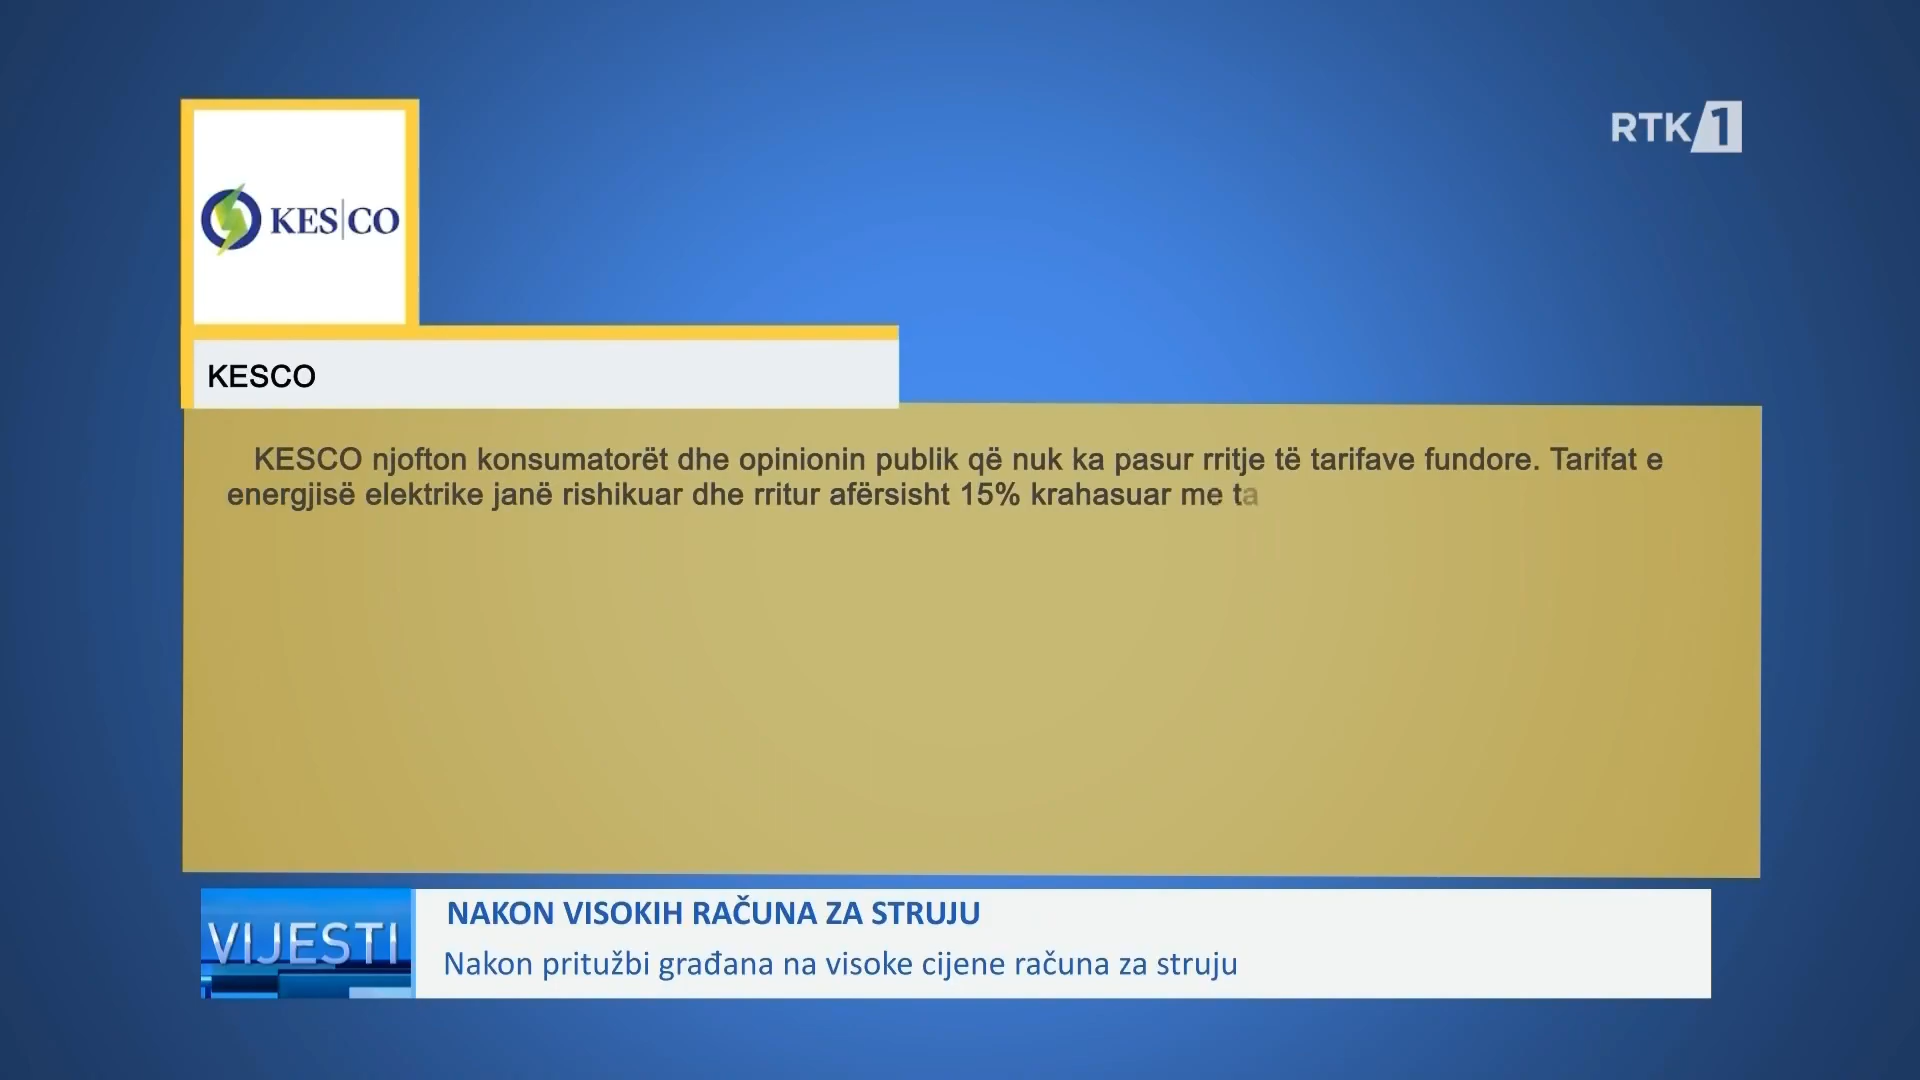 RTK 1
KES|CO
KESCO
KESCO njofton konsumatorët dhe opinionin publik që nuk ka pasur rritje të tarifave fundore. Tarifat e
energjisë elektrike janë rishikuar dhe rritur afërsisht 15% krahasuar me ta
VIJESTI
NAKON VISOKIH RAČUNA ZA STRUJU
Nakon pritužbi građana na visoke cijene računa za struju